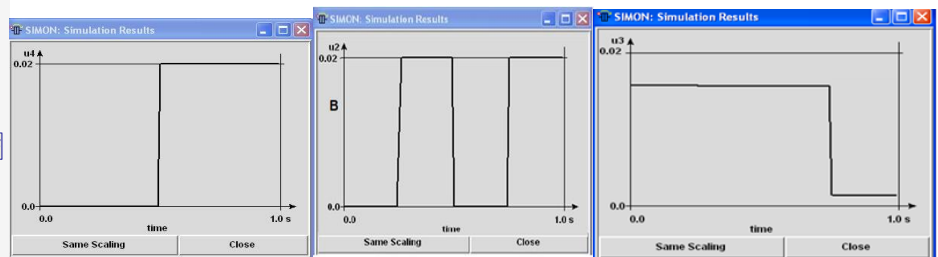 SIMON: Simulation Results
u4
0.02
0.0
0.0
1.0 s
time
Same Scaling
Close
SIMON: Simulation Results
u2
0.02
B
0.0
0.0
1.0 s
time
Same Scaling
Close
SIMON: Simulation Results
u3
0.02
0.0
0.0
1.0 s
time
Same Scaling
Close